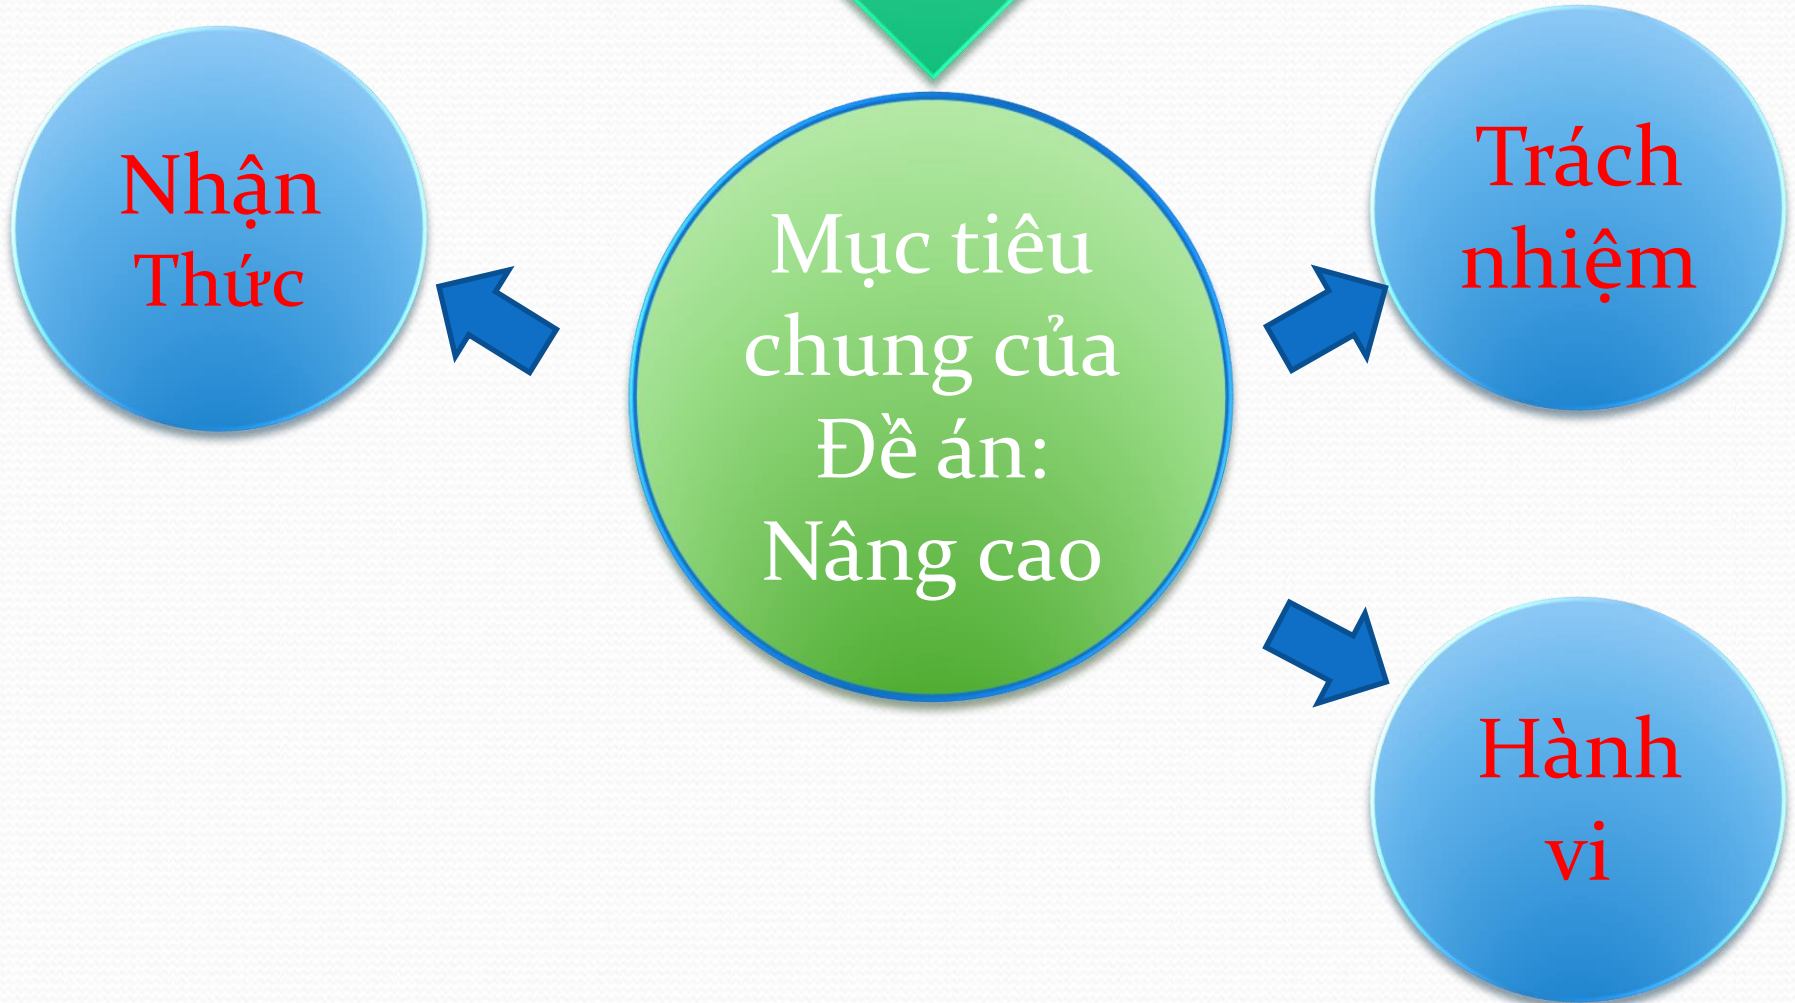 Nhận
Thức
Mục tiêu
chung của
Đề án:
Nâng cao
Trách
nhiệm
Hành
vi